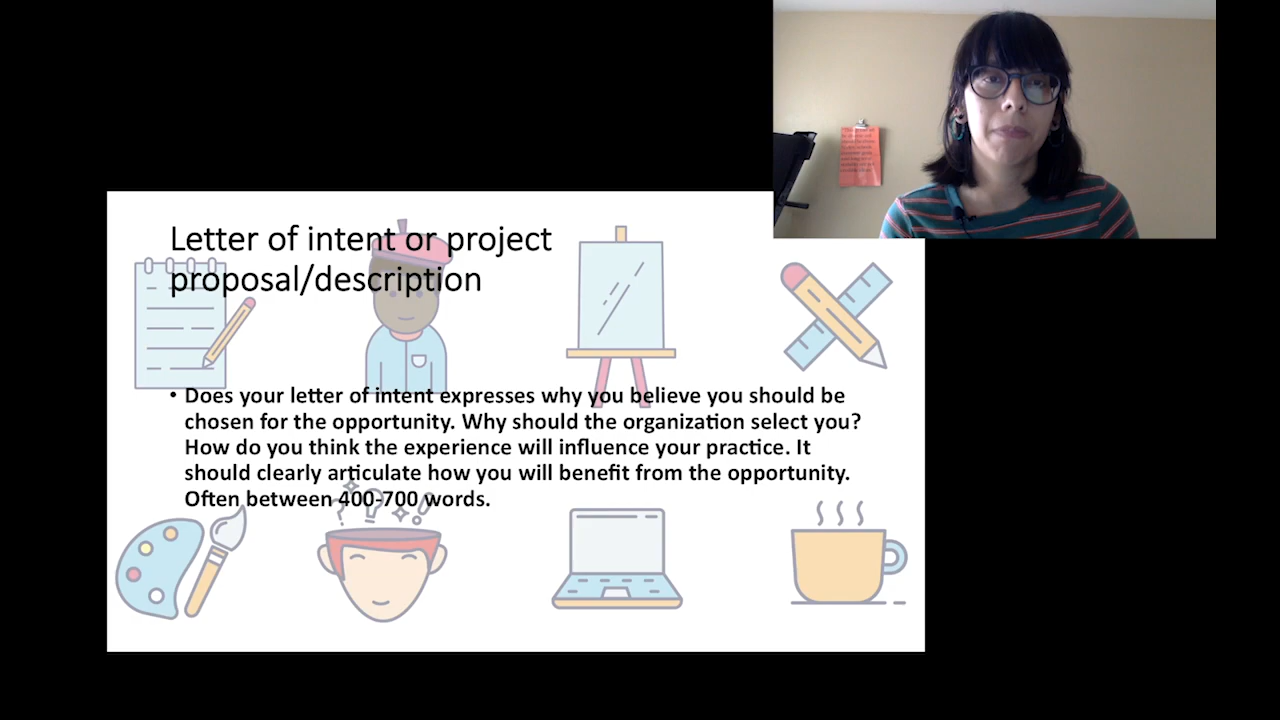 Letter of intent or project
proposal/description
• Does your letter of intent expresses why you believe you should be
chosen for the opportunity. Why should the organization select you?
How do you think the experience will influence your practice. It
should clearly articulate how you will benefit from the opportunity.
Often between 400-700 words.